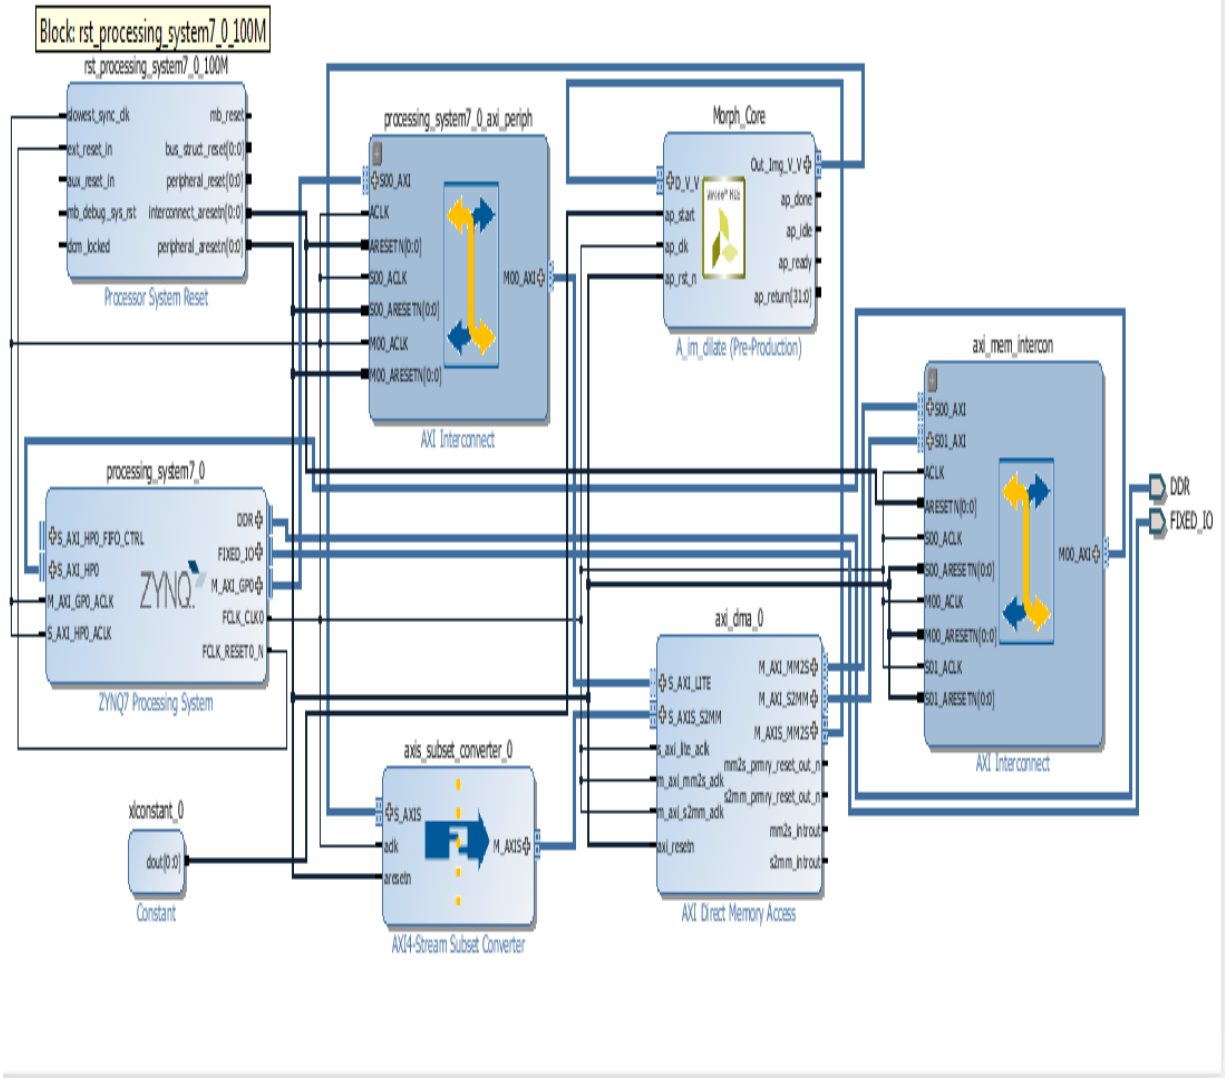 Block: rst_processing_system7_0_100M
rst_processing_system7_0_100M
slowest_sync_clk
ext_reset_in
aux_reset_in
mb_debug_sys_rst
dcm_locked
mb_reset
bus_struct_reset[0:0]
peripheral_reset[0:0]
interconnect_aresetn[0:0]
peripheral_aresetn[0:0]
Processor System Reset
processing_system7_0_axi_periph
S00_AXI
ACLK
ARESETN[0:0]
S00_ACLK
S00_ARESETN[0:0]
M00_ACLK
M00_ARESETN[0:0]
M00_AXI
AXI Interconnect
Morph_Core
D_V_V
ap_start
ap_clk
ap_rst_n
Vivado™ HLS
Out_Img_V_V
ap_done
ap_idle
ap_ready
ap_return[31:0]
A_im_dilate (Pre-Production)
axi_mem_intercon
S00_AXI
S01_AXI
ACLK
ARESETN[0:0]
S00_ACLK
S00_ARESETN[0:0]
M00_ACLK
M00_ARESETN[0:0]
S01_ACLK
S01_ARESETN[0:0]
M00_AXI
AXI Interconnect
DDR
FIXED_IO
processing_system7_0
S_AXI_HP0_FIFO_CTRL
S_AXI_HP0
M_AXI_GP0_ACLK
S_AXI_HP0_ACLK
ZYNQ
DDR
FIXED_IO
M_AXI_GP0
FCLK_CLK0
FCLK_RESET0_N
ZYNQ7 Processing System
axi_dma_0
S_AXI_LITE
S_AXIS_S2MM
s_axi_lite_aclk
m_axi_mm2s_aclk
m_axi_s2mm_aclk
axi_resetn
M_AXI_MM2S
M_AXI_S2MM
M_AXIS_MM2S
mm2s_prmry_reset_out_n
s2mm_prmry_reset_out_n
mm2s_introut
s2mm_introut
AXI Direct Memory Access
axis_subset_converter_0
S_AXIS
aclk
aresetn
M_AXIS
AXI4-Stream Subset Converter
xlconstant_0
dout[0:0]
Constant